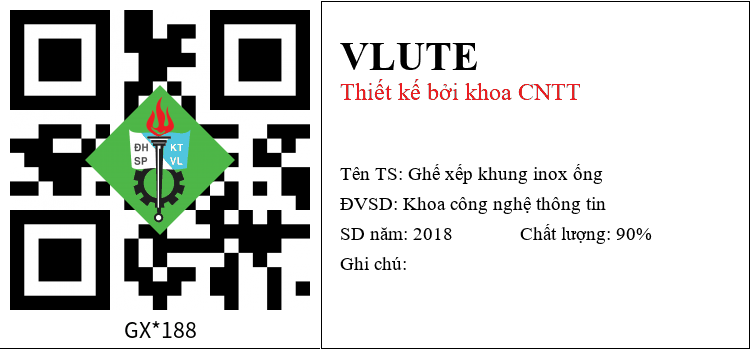 ĐH KT
SP VL
GX*188
VLUTE
Thiết kế bởi khoa CNTT
Tên TS: Ghế xếp khung inox ống
ĐVSD: Khoa công nghệ thông tin
SD năm: 2018 Chất lượng: 90%
Ghi chú: